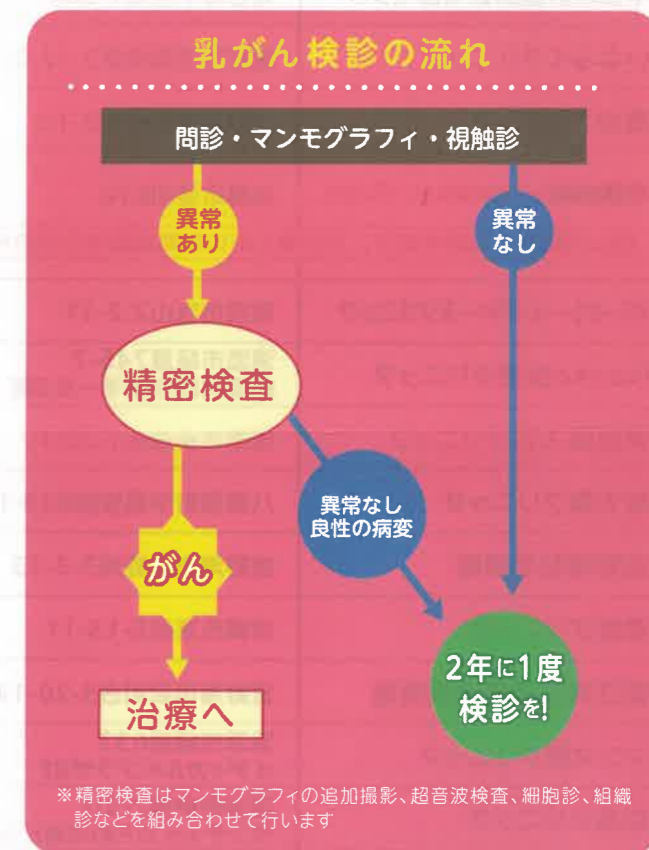 乳がん検診の流れ
問診・マンモグラフィ・視触診
異常
あり
異常
なし
精密検査
異常なし
良性の病変
がん
2年に1度
検診を!
治療へ
※精密検査はマンモグラフィの追加撮影、超音波検査、細胞診、組織
診などを組み合わせて行います